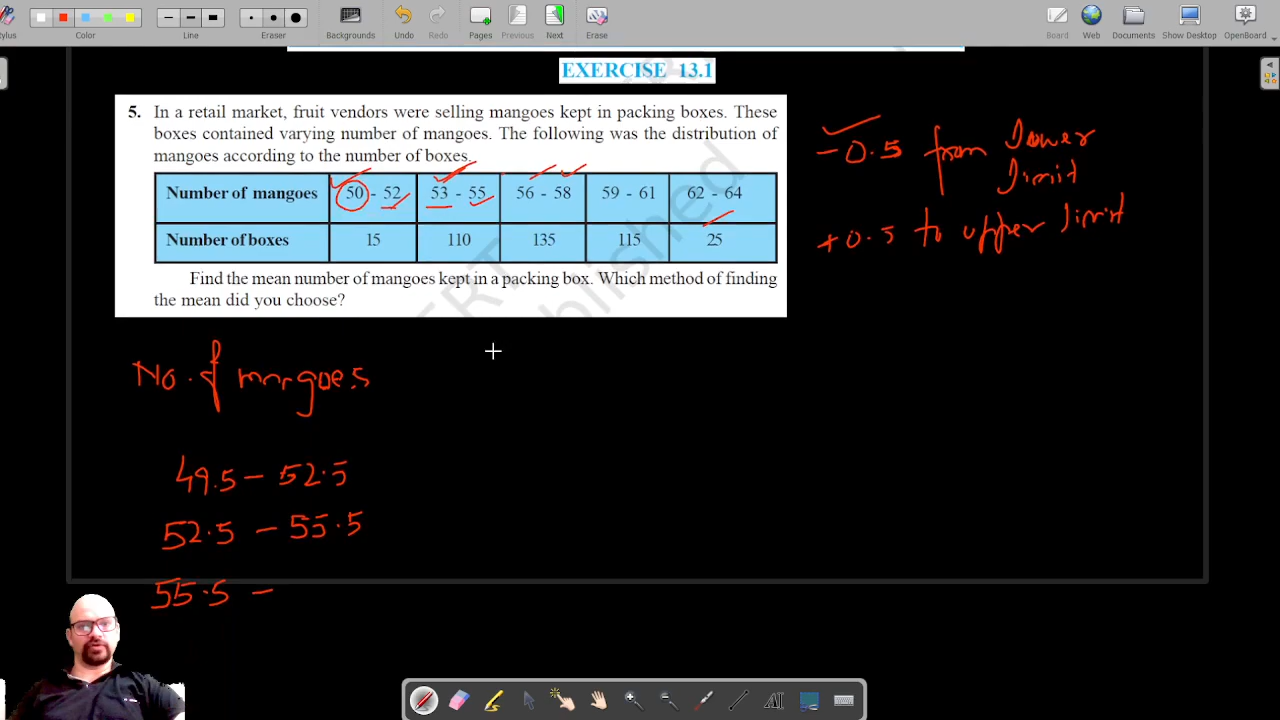 Stylus
Color
Line
Eraser
Backgrounds
Undo
Redo
Pages
Previous
Next
Erase
Board
Web
Documents
Show Desktop
OpenBoard
EXERCISE 13.1
5. In a retail market, fruit vendors were selling mangoes kept in packing boxes. These
boxes contained varying number of mangoes. The following was the distribution of
mangoes according to the number of boxes.
Number of mangoes 50 - 52 53 - 55 56 - 58 59 - 61 62 - 64
Number of boxes 15 110 135 115 25
Find the mean number of mangoes kept in a packing box. Which method of finding
the mean did you choose?
- 0.5 from lower
limit
+ 0.5 to upper limit
No. of mangoes
49.5 - 52.5
52.5 - 55.5
55.5 -